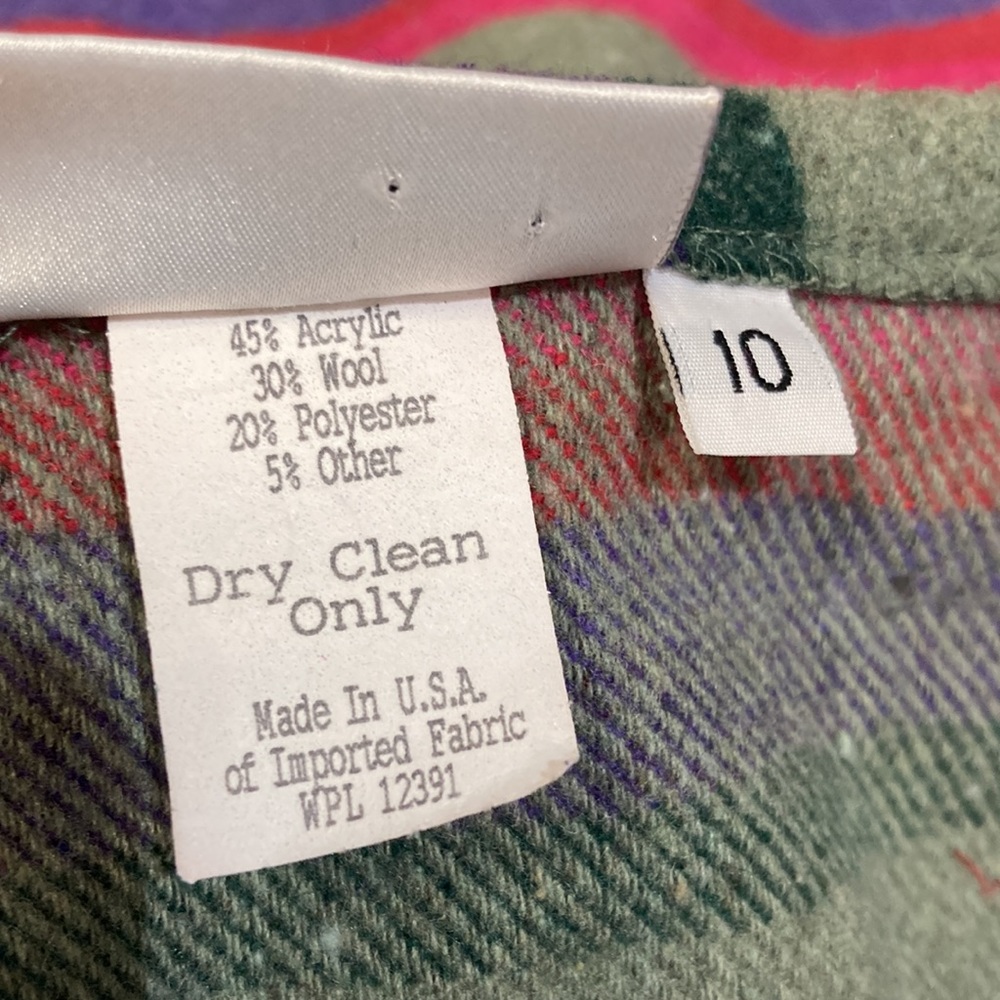 45% Acrylic
30% Wool
20% Polyester
5% Other
Dry Clean
Only
Made In U.S.A.
of Imported Fabric
WPL 12391
10